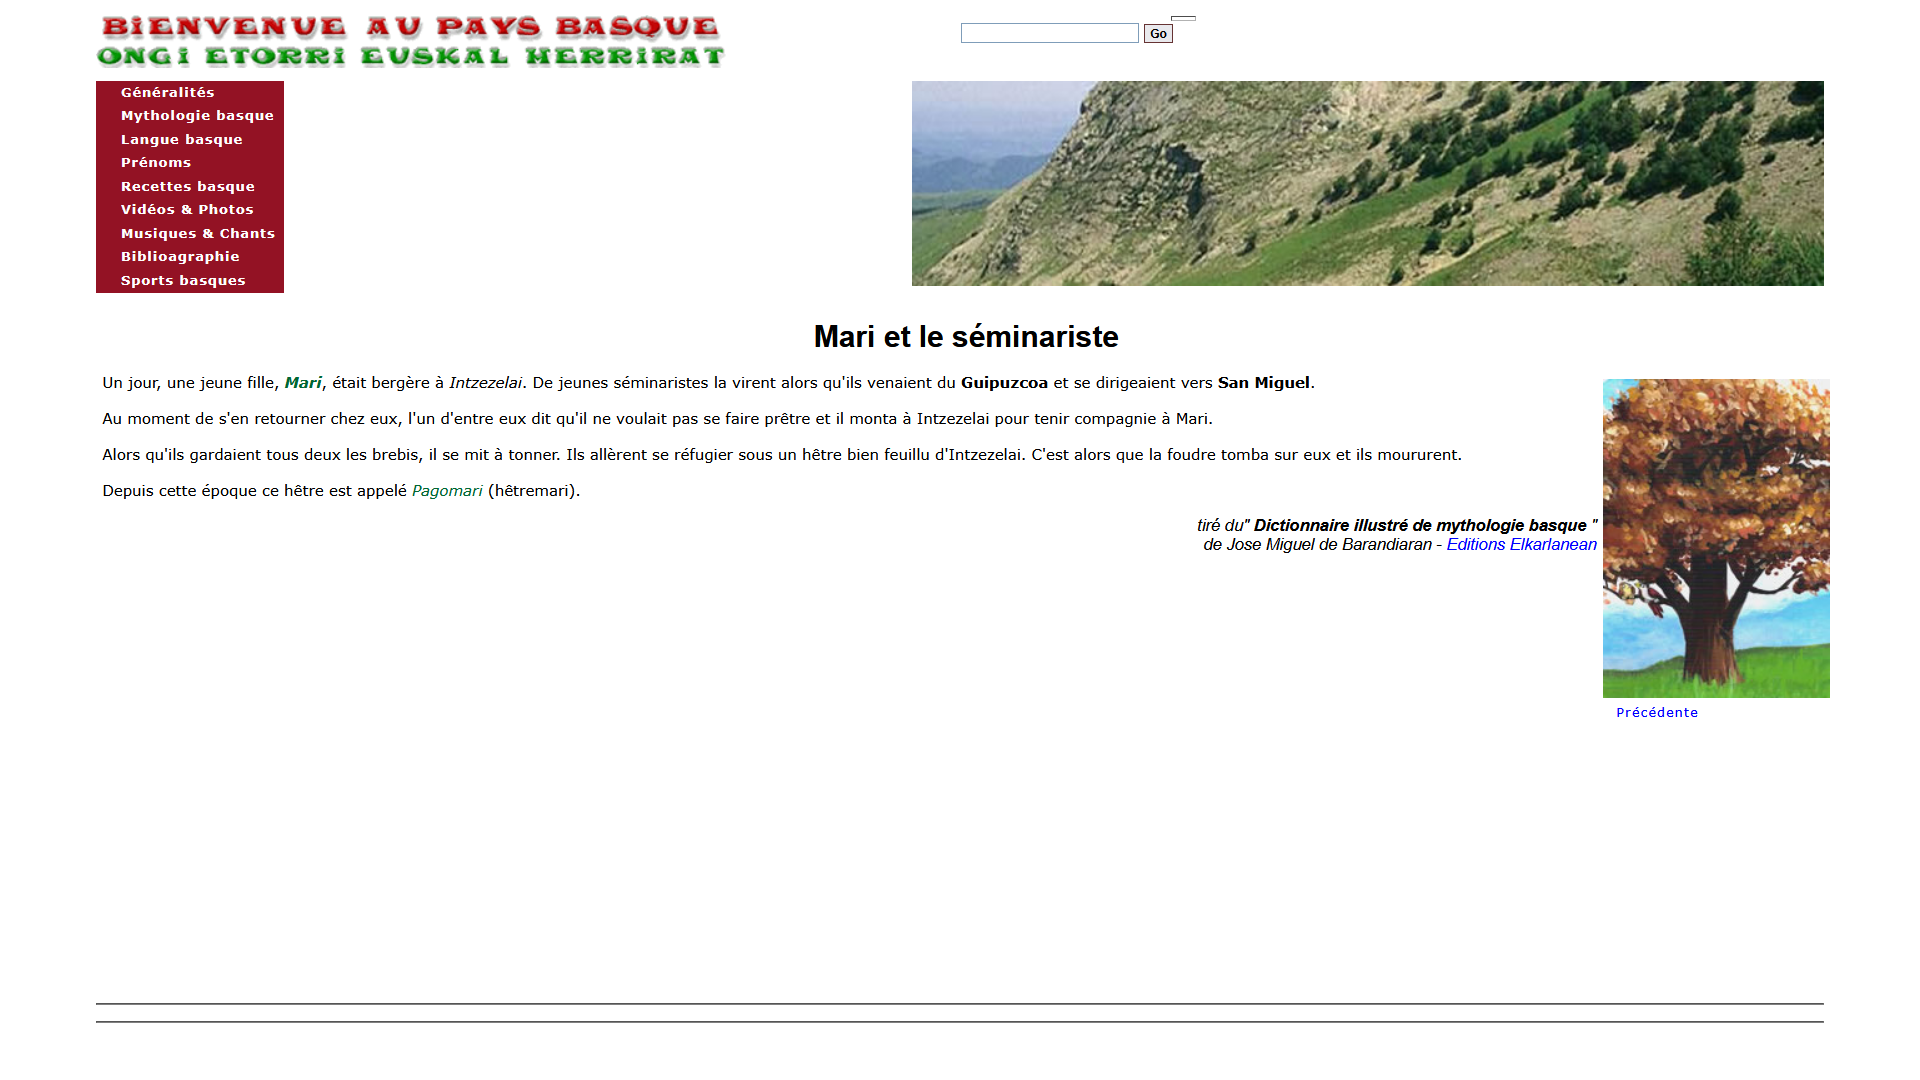 BIENVENUE AU PAYS BASQUE
ONGI ETORRI EUSKAL HERRIRAT
Go
Généralités
Mythologie basque
Langue basque
Prénoms
Recettes basque
Vidéos & Photos
Musiques & Chants
Biblioagraphie
Sports basques
Mari et le séminariste
Un jour, une jeune fille, Mari, était bergère à Intzezelai. De jeunes séminaristes la virent alors qu'ils venaient du Guipuzcoa et se dirigeaient vers San Miguel.
Au moment de s'en retourner chez eux, l'un d'entre eux dit qu'il ne voulait pas se faire prêtre et il monta à Intzezelai pour tenir compagnie à Mari.
Alors qu'ils gardaient tous deux les brebis, il se mit à tonner. Ils allèrent se réfugier sous un hêtre bien feuillu d'Intzezelai. C'est alors que la foudre tomba sur eux et ils moururent.
Depuis cette époque ce hêtre est appelé Pagomari (hêtremari).
tiré du" Dictionnaire illustré de mythologie basque "
de Jose Miguel de Barandiaran - Editions Elkarlanean
Précédente